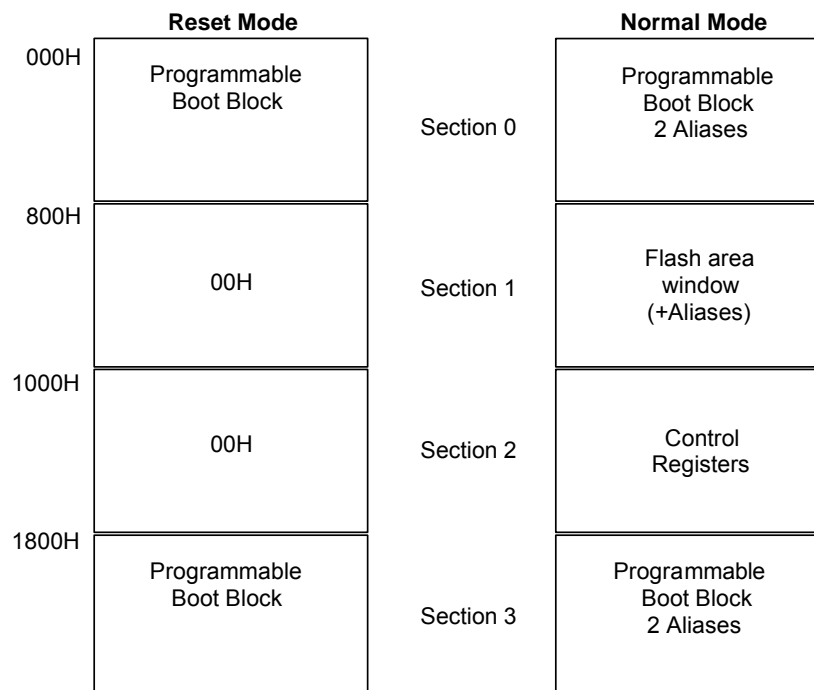 Reset Mode
Normal Mode
000H
Programmable
Boot Block
Section 0
Programmable
Boot Block
2 Aliases
800H
00H
Section 1
Flash area
window
(+Aliases)
1000H
00H
Section 2
Control
Registers
1800H
Programmable
Boot Block
Section 3
Programmable
Boot Block
2 Aliases